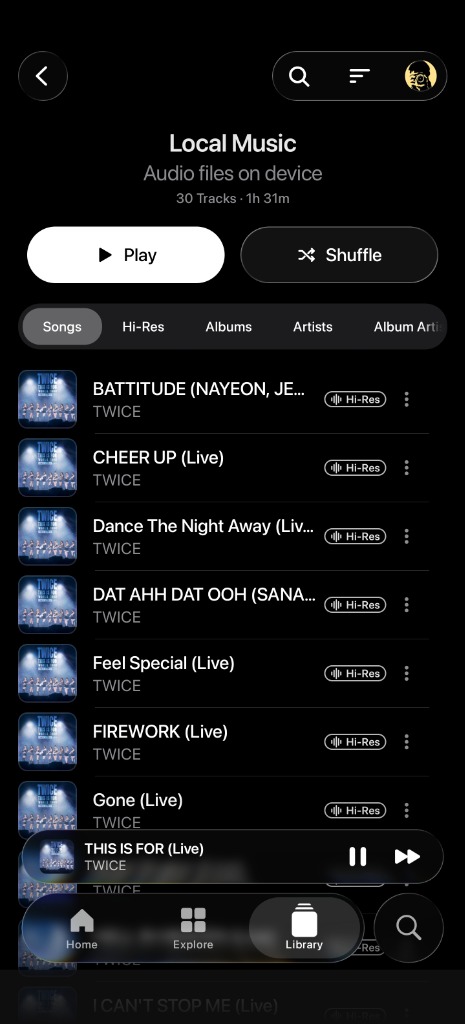 Local Music
Audio files on device
30 Tracks · 1h 31m
Play
Shuffle
Songs
Hi-Res
Albums
Artists
Album Arti
BATTITUDE (NAYEON, JE...
TWICE
Hi-Res
CHEER UP (Live)
TWICE
Hi-Res
Dance The Night Away (Liv...
TWICE
Hi-Res
DAT AHH DAT OOH (SANA...
TWICE
Hi-Res
Feel Special (Live)
TWICE
Hi-Res
FIREWORK (Live)
TWICE
Hi-Res
Gone (Live)
TWICE
Hi-Res
THIS IS FOR (Live)
TWICE
TWICE
Home
Explore
Library
I CAN'T STOP ME (Live)